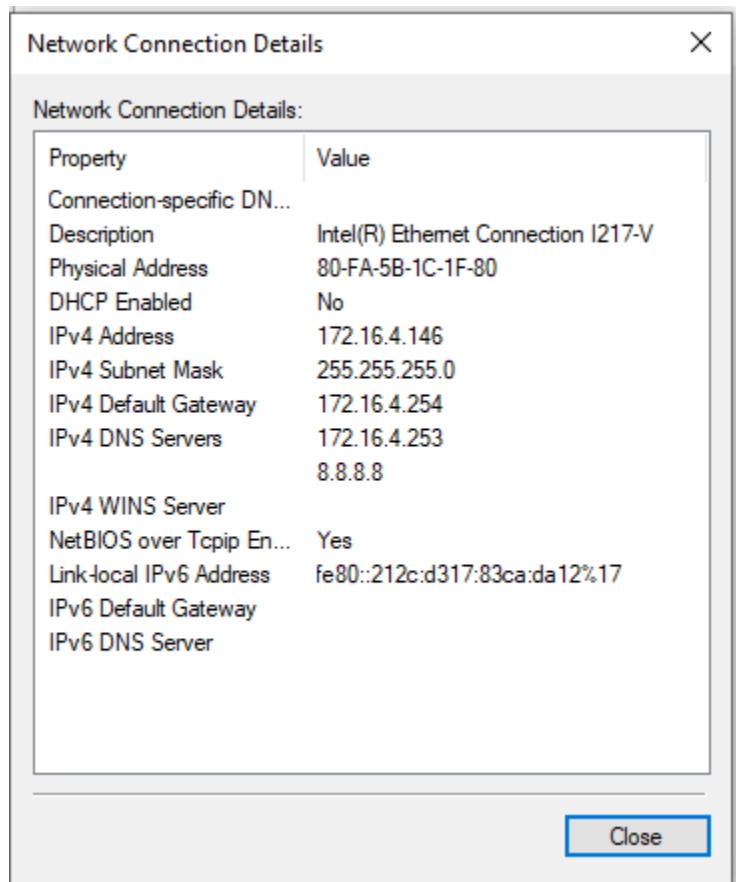 Network Connection Details
Network Connection Details:
Property Value
Connection-specific DN...
Description Intel(R) Ethernet Connection I217-V
Physical Address 80-FA-5B-1C-1F-80
DHCP Enabled No
IPv4 Address 172.16.4.146
IPv4 Subnet Mask 255.255.255.0
IPv4 Default Gateway 172.16.4.254
IPv4 DNS Servers 172.16.4.253
8.8.8.8
IPv4 WINS Server
NetBIOS over Tcpip En... Yes
Link-local IPv6 Address fe80::212c:d317:83ca:da12%17
IPv6 Default Gateway
IPv6 DNS Server
Close